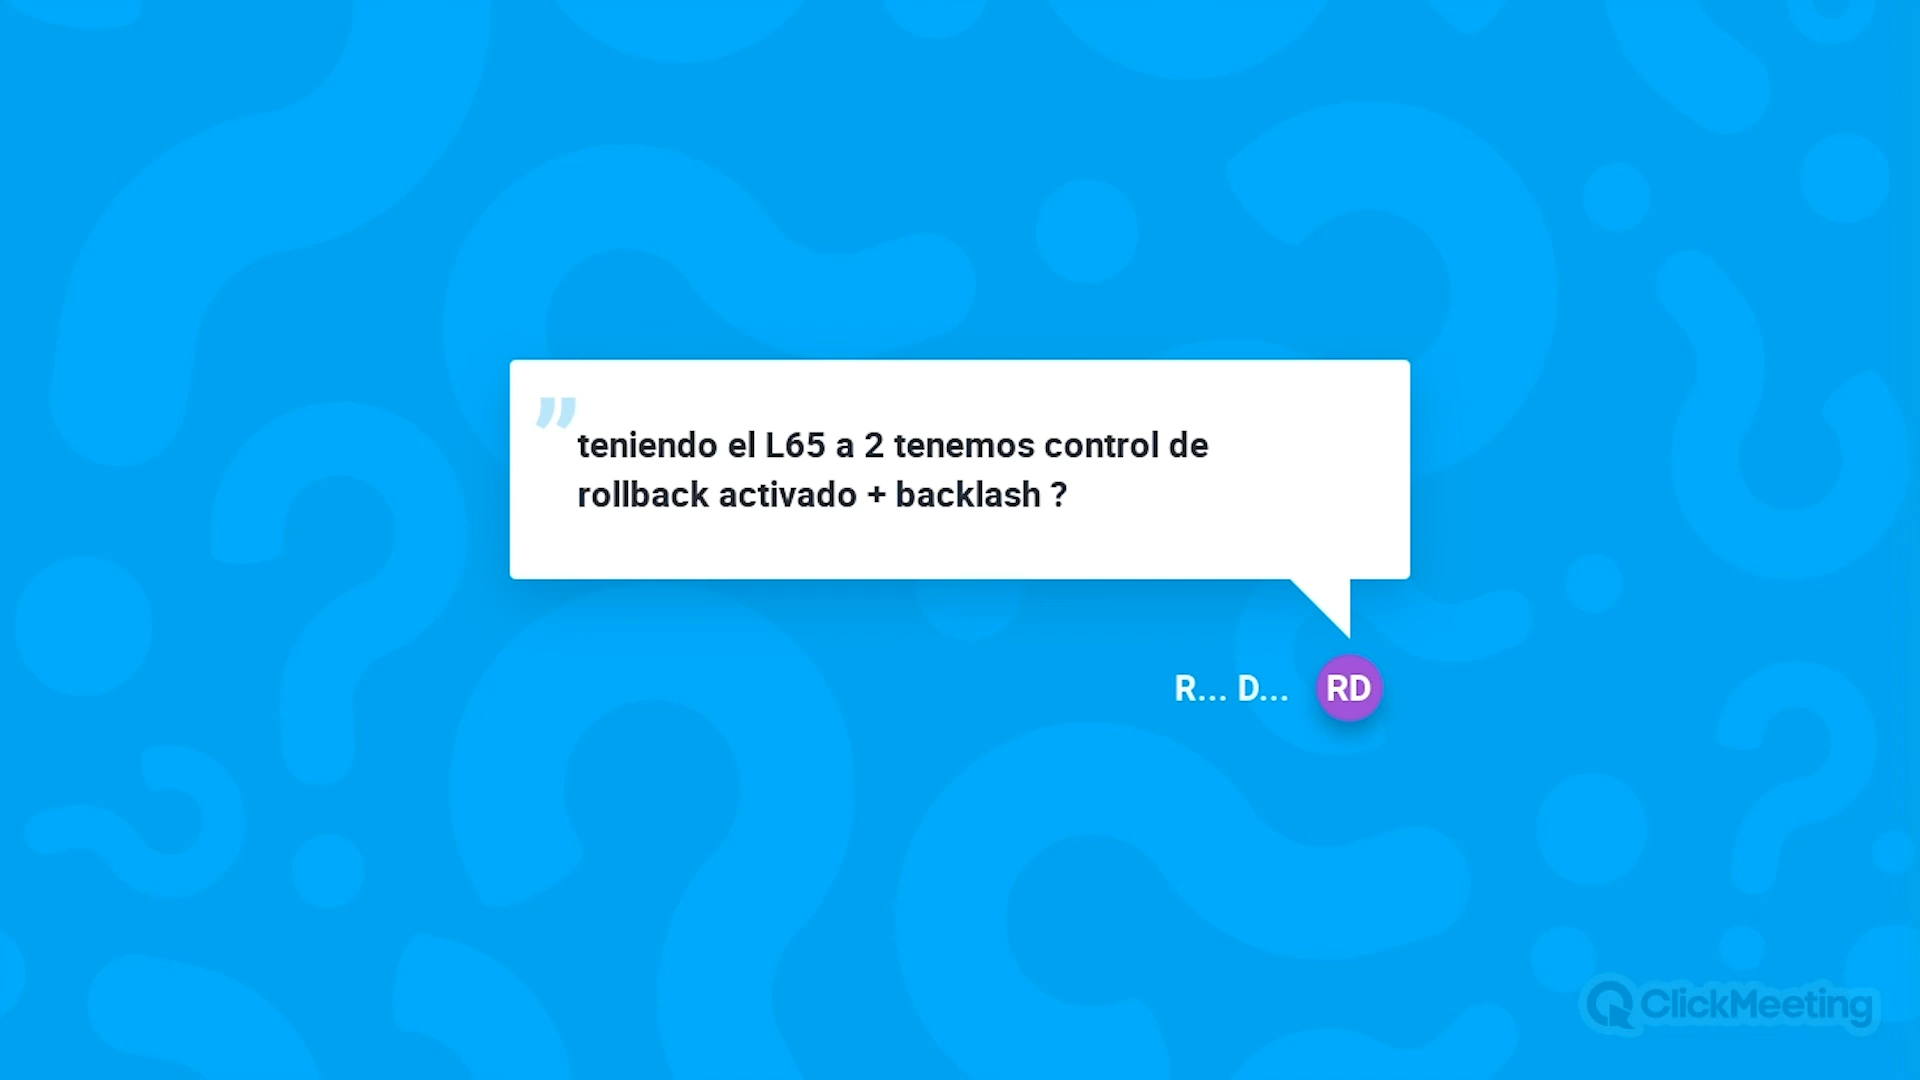 ”
teniendo el L65 a 2 tenemos control de
rollback activado + backlash ?
R... D... RD
ClickMeeting